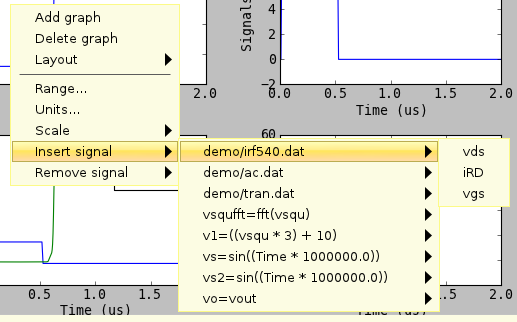 Add graph
Delete graph
Layout
Range...
Units...
Scale
Insert signal
Remove signal
demo/irf540.dat
demo/ac.dat
demo/tran.dat
vsqufft=fft(vsqu)
v1=((vsqu * 3) + 10)
vs=sin((Time * 1000000.0))
vs2=sin((Time * 1000000.0))
vo=vout
vds
iRD
vgs
2.0
Signals
4
2
0
−2
0.0
0.5
1.0
1.5
2.0
Time (us)
60
0.5
1.0
1.5
Time (us)
2.0